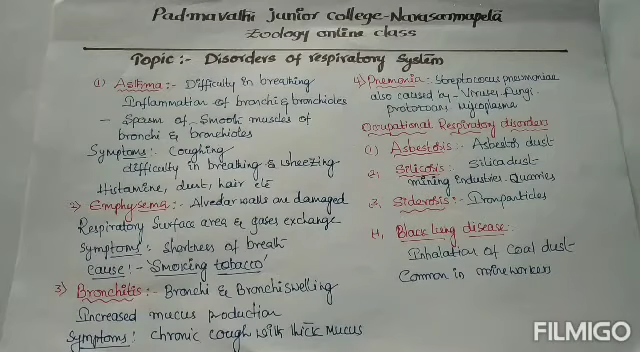 Padmavathi junior college-Narasannapeta
Zoology online class
Topic:- Disorders of respiratory system
1) Asthma:- Difficulty in breathing
Inflammation of Bronchi & bronchioles
- Spasm of Smooth muscles of
bronchi & bronchioles
Symptoms: Coughing
difficulty in breathing & wheezing
Histamine, dust, hair etc
2) Emphysema:- Alveolar walls are damaged
Respiratory Surface area & gases exchange
Symptoms: shortness of breath
cause:- 'Smoking tobacco'
3) Bronchitis:- Bronchi & Bronchi swelling
Increased mucus production
Symptoms: chronic cough with thick Mucus
4) Pnemonia: Streptococus pneumoniae
also caused by - Viruses, Fungi
protozoans, mycoplasma
Occupational Respiratory disorders
(1) Asbestosis:- Asbestos dust
2, Silicosis: Silica dust
mining industries. Quarries
3, Siderosis:- Iron particles
4, Black lung disease:
Inhalation of Coal dust
Common in mine workers
FILMIGO